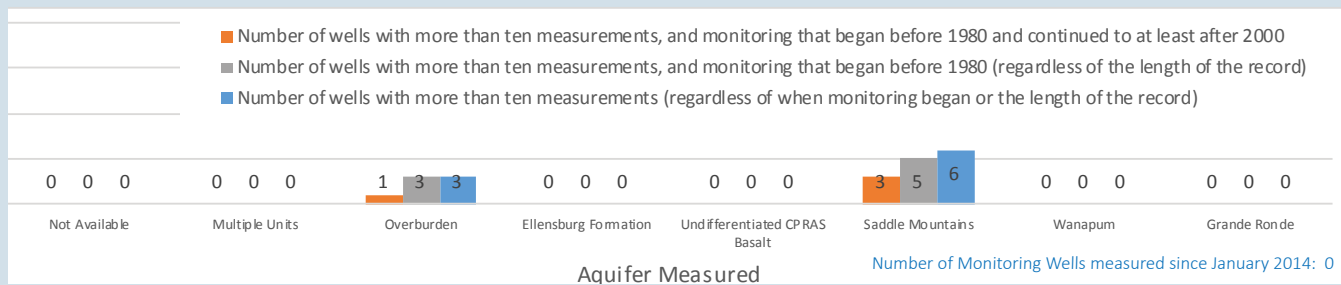 Number of wells with more than ten measurements, and monitoring that began before 1980 and continued to at least after 2000
Number of wells with more than ten measurements, and monitoring that began before 1980 (regardless of the length of the record)
Number of wells with more than ten measurements (regardless of when monitoring began or the length of the record)
0 0 0 0 0 0 1 3 3 0 0 0 0 0 0 3 5 6 0 0 0 0 0 0
Not Available Multiple Units Overburden Ellensburg Formation Undifferentiated CPRAS Saddle Mountains Wanapum Grande Ronde
Basalt
Aquifer Measured
Number of Monitoring Wells measured since January 2014: 0